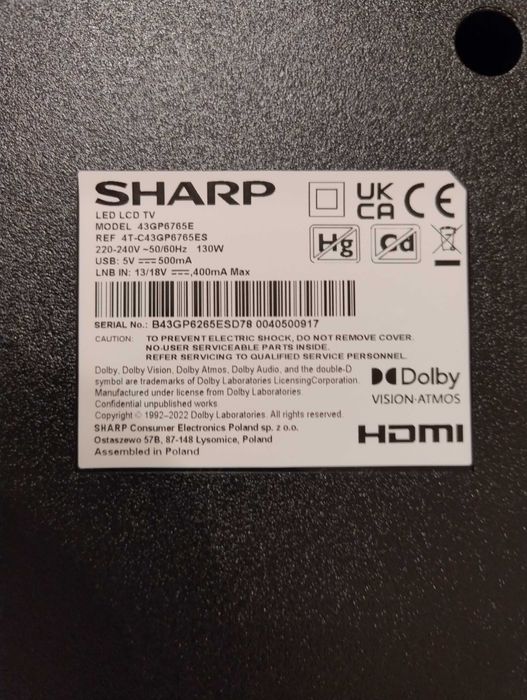 SHARP
LED LCD TV
MODEL 43GP6765E
REF 4T-C43GP6765ES
220-240V ~50/60Hz 130W
USB: 5V ⎓ 500mA
LNB IN: 13/18V ⎓,400mA Max
UK
CA CE
Hg Cd
SERIAL No.: B43GP6265ESD78 0040500917
CAUTION: TO PREVENT ELECTRIC SHOCK, DO NOT REMOVE COVER.
NO-USER SERVICEABLE PARTS INSIDE.
REFER SERVICING TO QUALIFIED SERVICE PERSONNEL.
Dolby, Dolby Vision, Dolby Atmos, Dolby Audio, and the double-D
symbol are trademarks of Dolby Laboratories LicensingCorporation.
Manufactured under license from Dolby Laboratories.
Confidential unpublished works.
Copyright © 1992-2022 Dolby Laboratories. All rights reserved.
Dolby
VISION·ATMOS
SHARP Consumer Electronics Poland sp. z o.o.
Ostaszewo 57B, 87-148 Lysomice, Poland
Assembled in Poland
HDMI